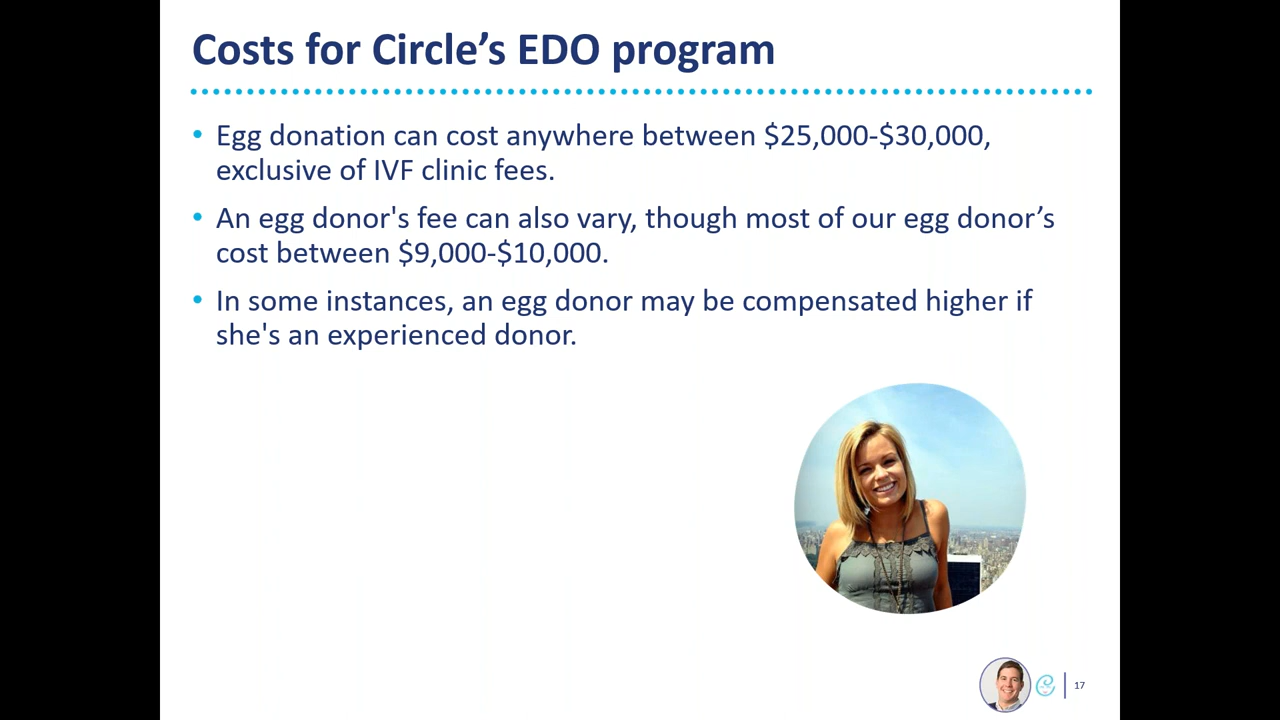 Costs for Circle’s EDO program
• Egg donation can cost anywhere between $25,000-$30,000,
exclusive of IVF clinic fees.
• An egg donor's fee can also vary, though most of our egg donor’s
cost between $9,000-$10,000.
• In some instances, an egg donor may be compensated higher if
she's an experienced donor.
17